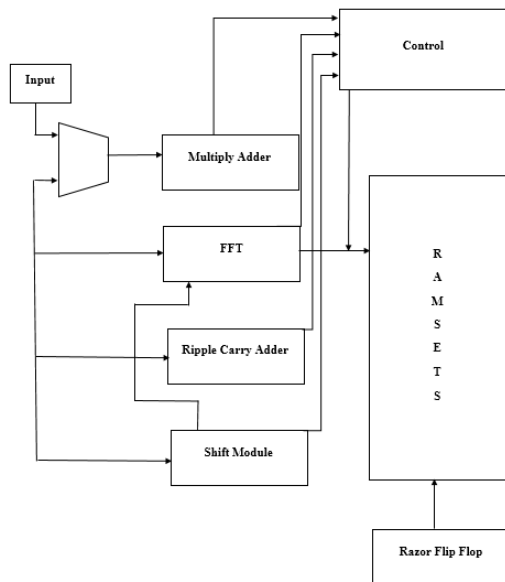 Control
Input
Multiply Adder
FFT
R
A
M
S
E
T
S
Ripple Carry Adder
Shift Module
Razor Flip Flop